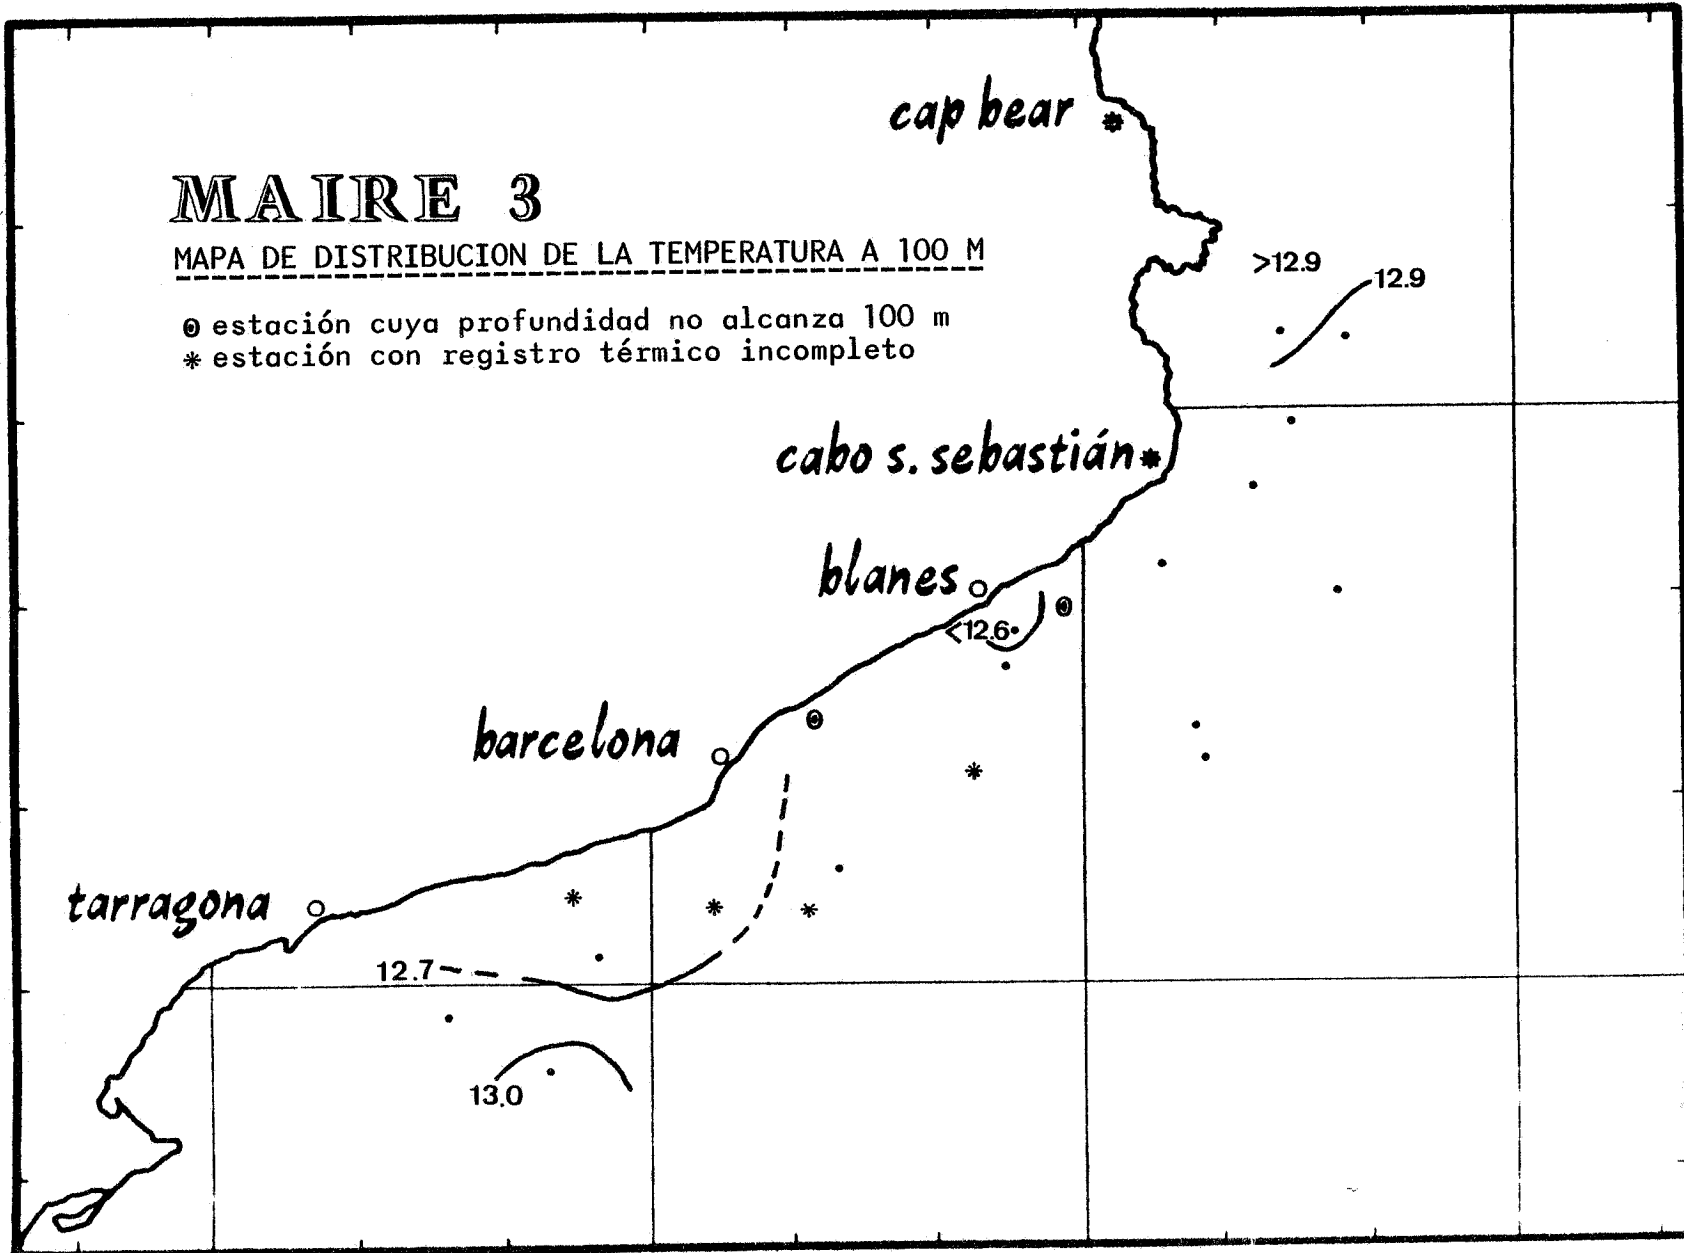 cap bear
MAIRE 3
MAPA DE DISTRIBUCION DE LA TEMPERATURA A 100 M
>12.9
12.9
estación cuya profundidad no alcanza 100 m
* estación con registro térmico incompleto
cabo s. sebastián
blanes
<12.6
barcelona
tarragona
12.7
13.0